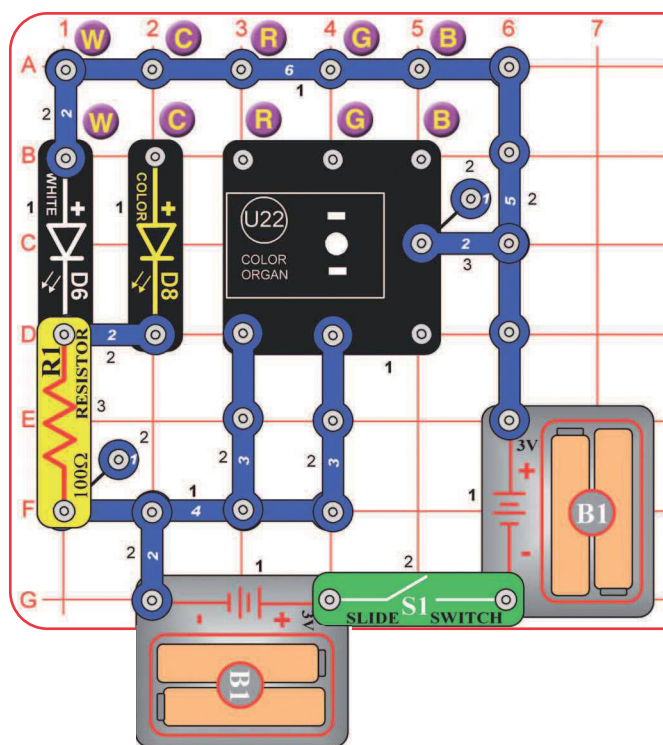 1 2 3 4 5 6 7
W C R G B
A 6
1
2 2
W C R G B
B
2
1 WHITE + 1 COLOR + U22 1 5 2
C COLOR ORGAN 2
3
D6 D8
D 2
2
1
R1 RESISTOR 100Ω
3
E
2 3 2 3
2 1
3V
+
1 B1
-
F 1
4
2 2 1 2
G - + 3V S1
SLIDE SWITCH
B1